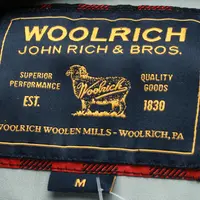 WOOLRICH
JOHN RICH & BROS.
SUPERIOR PERFORMANCE
QUALITY GOODS
Woolrich
EST.
1830
WOOLRICH WOOLEN MILLS - WOOLRICH, PA
M